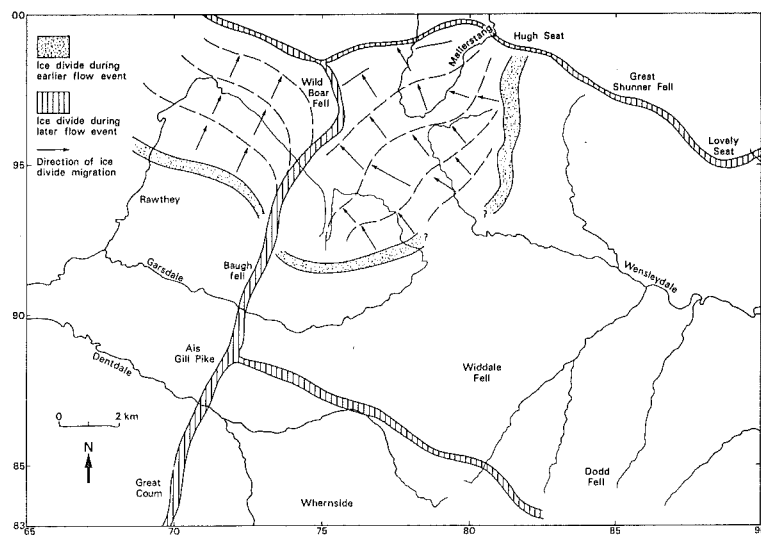 00
Ice divide during
earlier flow event
Ice divide during
later flow event
Direction of ice
divide migration
Wild
Boar
Fell
Mallerstang
Hugh Seat
Great
Shunner Fell
Lovely
Seat
95
Rawthey
?
?
Baugh
fell
Garsdale
Wensleydale
90
Ais
Gill Pike
Dentdale
Widdale
Fell
0 2 km
N
85
Great
Coum
Whernside
Dodd
Fell
83
65
70
75
80
85